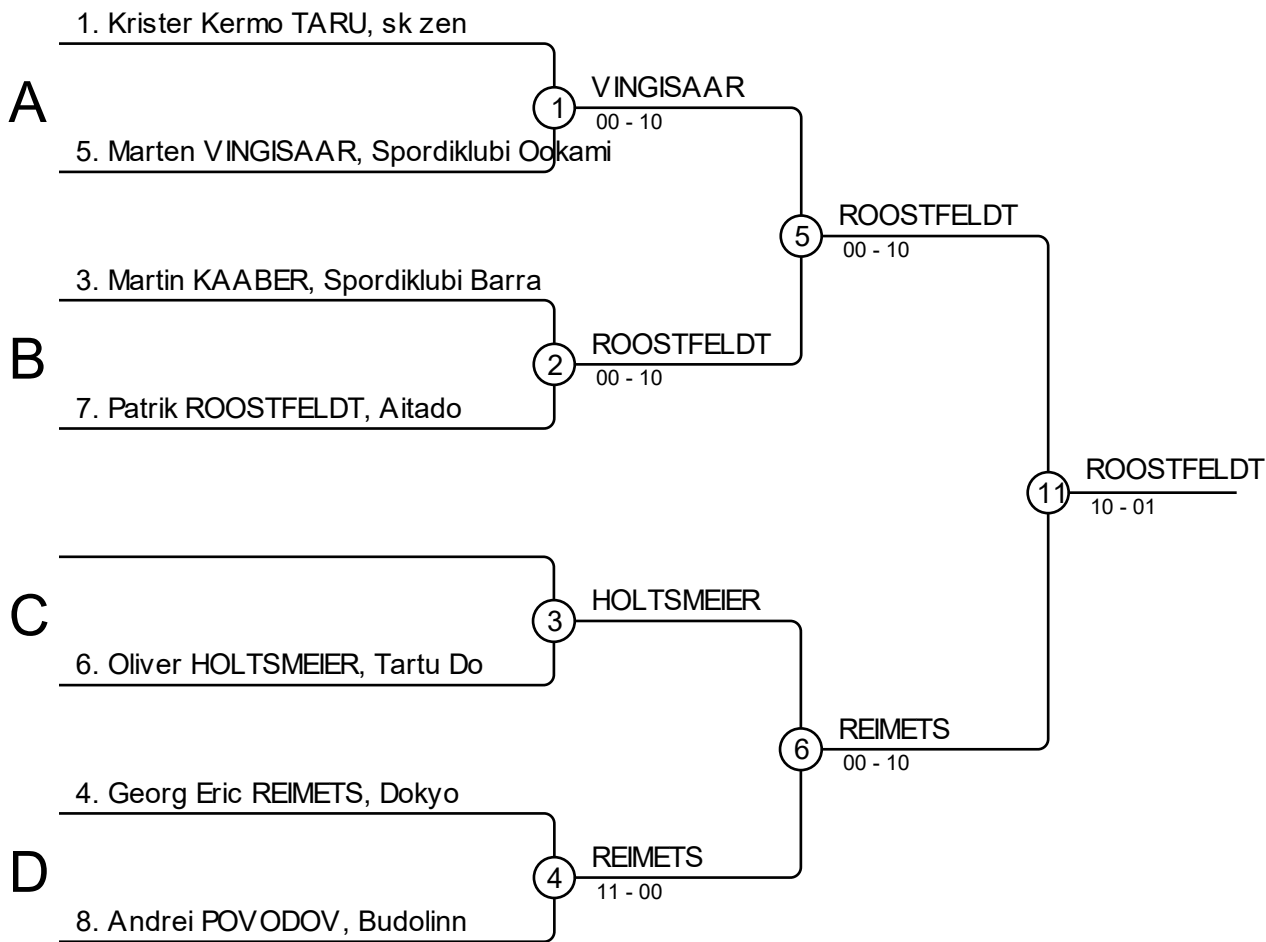 1. Krister Kermo TARU, sk zen
A
1
VINGISAAR
00 - 10
5. Marten VINGISAAR, Spordiklubi Ookami
5
ROOSTFELDT
00 - 10
3. Martin KAABER, Spordiklubi Barra
B
2
ROOSTFELDT
00 - 10
7. Patrik ROOSTFELDT, Aitado
11
ROOSTFELDT
10 - 01
C
3
HOLTSMEIER
6. Oliver HOLTSMEIER, Tartu Do
6
REIMETS
00 - 10
4. Georg Eric REIMETS, Dokyo
D
4
REIMETS
11 - 00
8. Andrei POVODOV, Budolinn